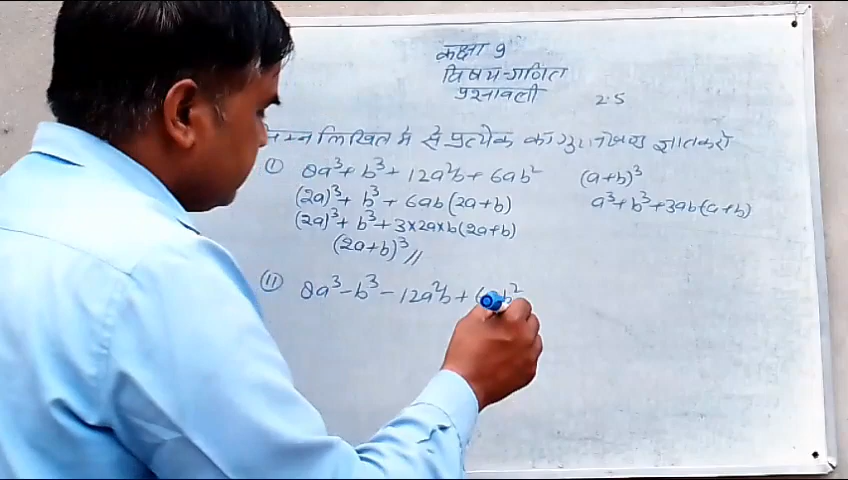 कक्षा 9
विषय-गणित
प्रश्नावली 2.5
निम्नलिखित में से प्रत्येक का गुणनखण्ड ज्ञात करो
(I) 8a³+b³+12a²b+6ab²
(2a)³+b³+6ab(2a+b)
(2a)³+b³+3×2a×b(2a+b)
(2a+b)³//
(a+b)³
a³+b³+3ab(a+b)
(II) 8a³-b³-12a²b+ b²